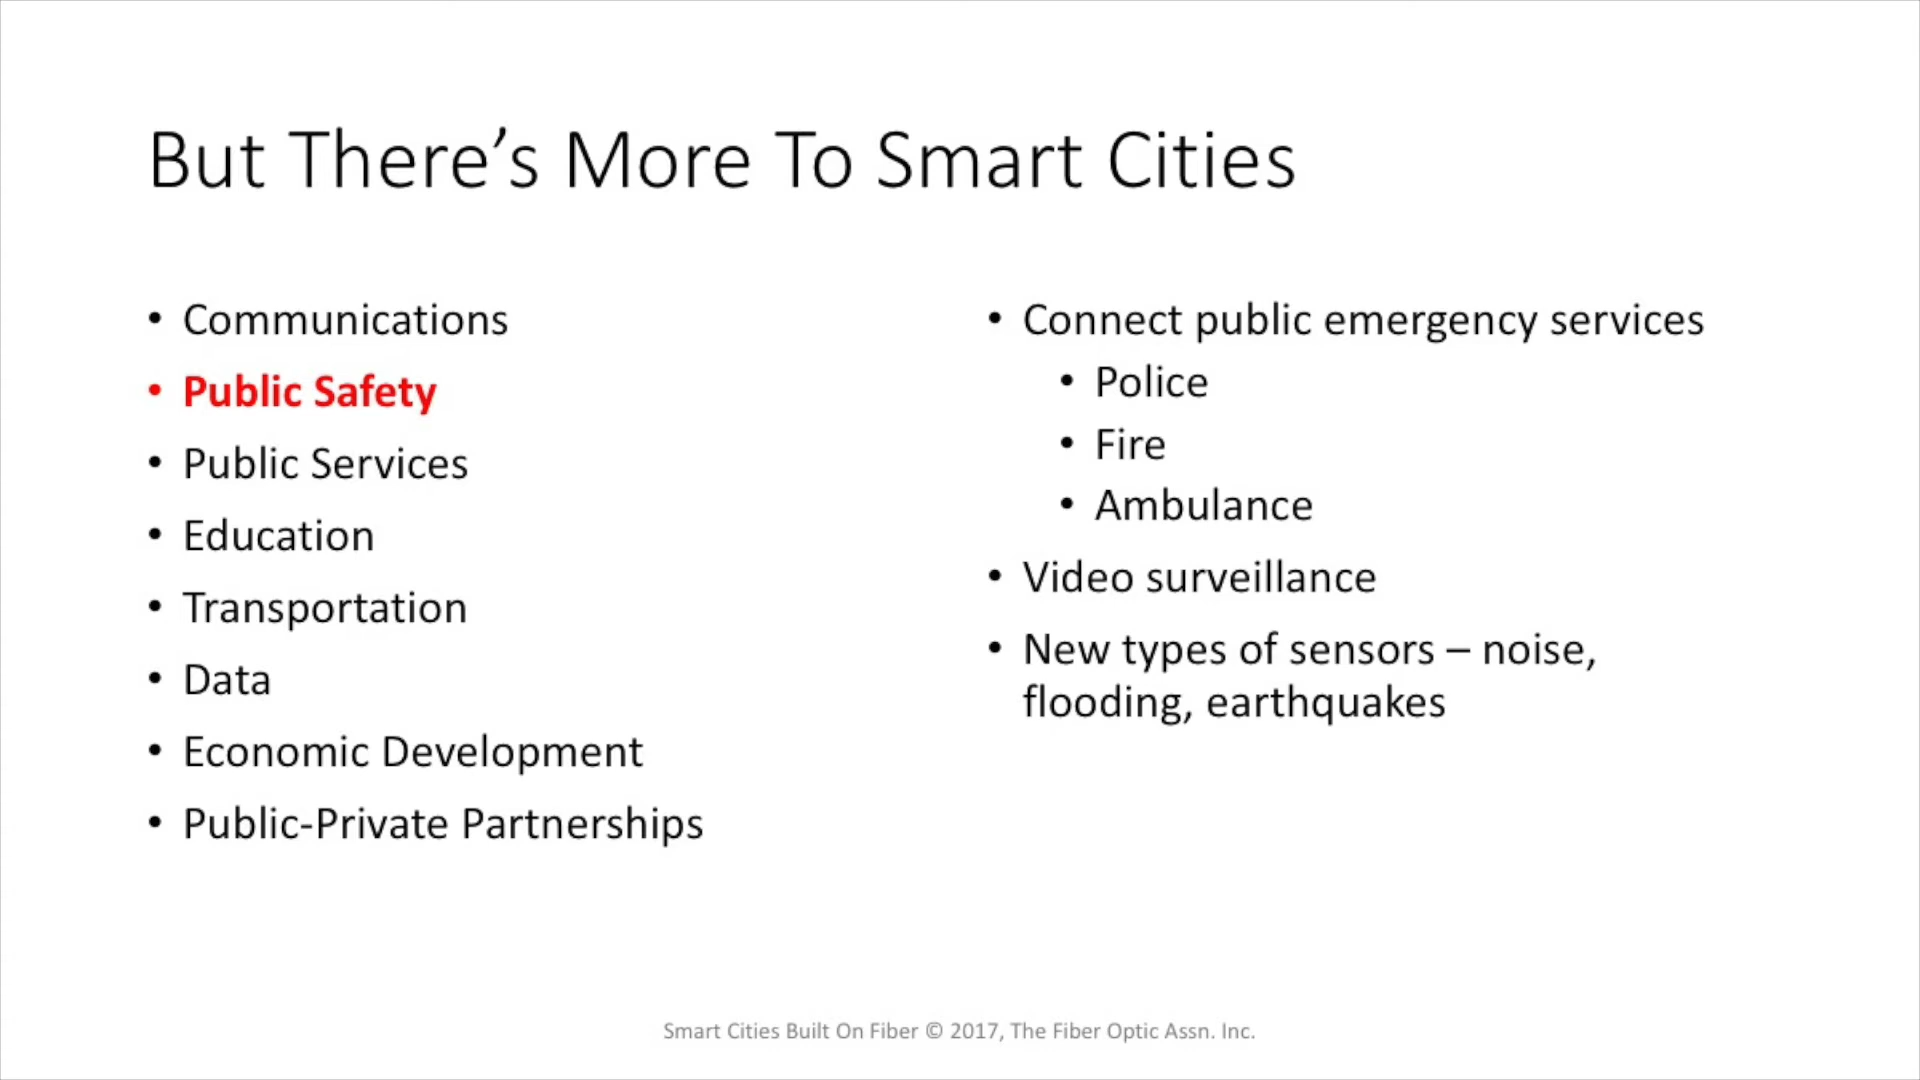 But There’s More To Smart Cities
• Communications
• Public Safety
• Public Services
• Education
• Transportation
• Data
• Economic Development
• Public-Private Partnerships
• Connect public emergency services
• Police
• Fire
• Ambulance
• Video surveillance
• New types of sensors – noise,
flooding, earthquakes
Smart Cities Built On Fiber © 2017, The Fiber Optic Assn. Inc.